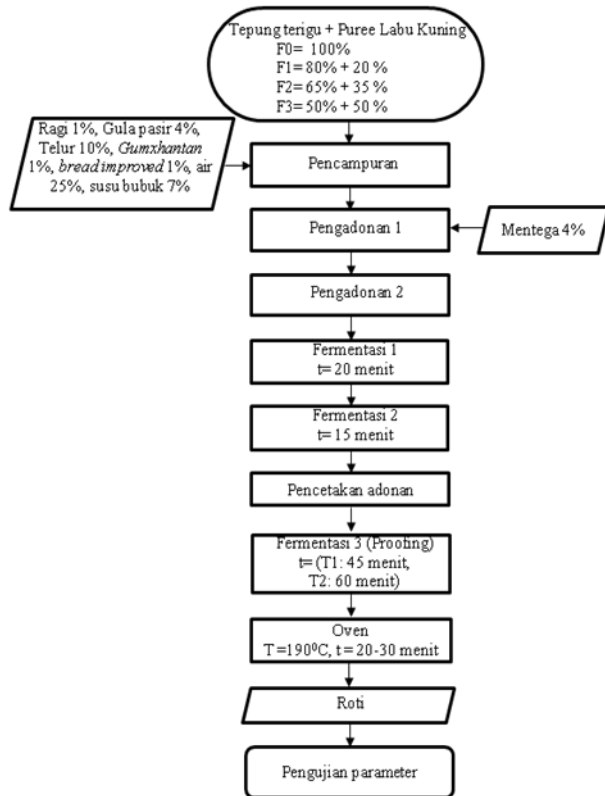 Tepung terigu + Puree Labu Kuning
F0= 100%
F1= 80% + 20 %
F2= 65% + 35 %
F3= 50% + 50 %
Ragi 1%, Gula pasir 4%,
Telur 10%, Gumxhantan
1%, bread improved 1%, air
25%, susu bubuk 7%
Pencampuran
Pengadonan 1
Mentega 4%
Pengadonan 2
Fermentasi 1
t= 20 menit
Fermentasi 2
t= 15 menit
Pencetakan adonan
Fermentasi 3 (Proofing)
t= (T1: 45 menit,
T2: 60 menit)
Oven
T =190⁰C, t = 20-30 menit
Roti
Pengujian parameter